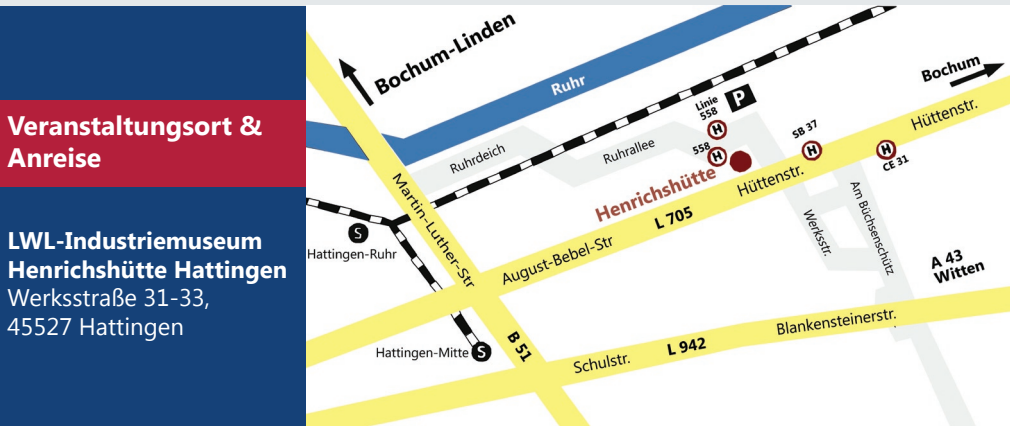 Veranstaltungsort &
Anreise
LWL-Industriemuseum
Henrichshütte Hattingen
Werksstraße 31-33,
45527 Hattingen
Bochum-Linden
Ruhr
Bochum
Linie
558
P
H
558
H
SB 37
H
H
CE 31
Hüttenstr.
Ruhrdeich
Ruhrallee
Henrichshütte
Hüttenstr.
Martin-Luther-Str
S
Hattingen-Ruhr
August-Bebel-Str
L 705
Werksstr.
Am Büchsenschütz
A 43
Witten
Hattingen-Mitte
S
B 51
Schulstr.
L 942
Blankensteinerstr.